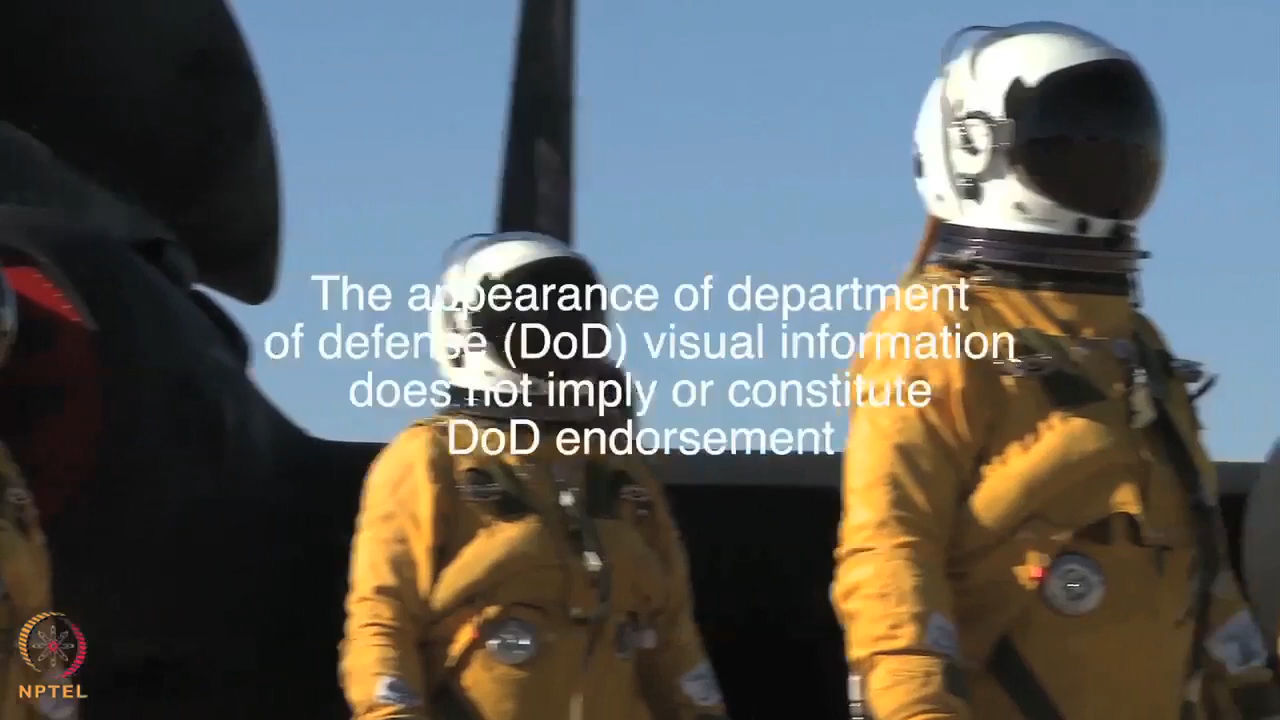 The appearance of department
of defense (DoD) visual information
does not imply or constitute
DoD endorsement
NPTEL